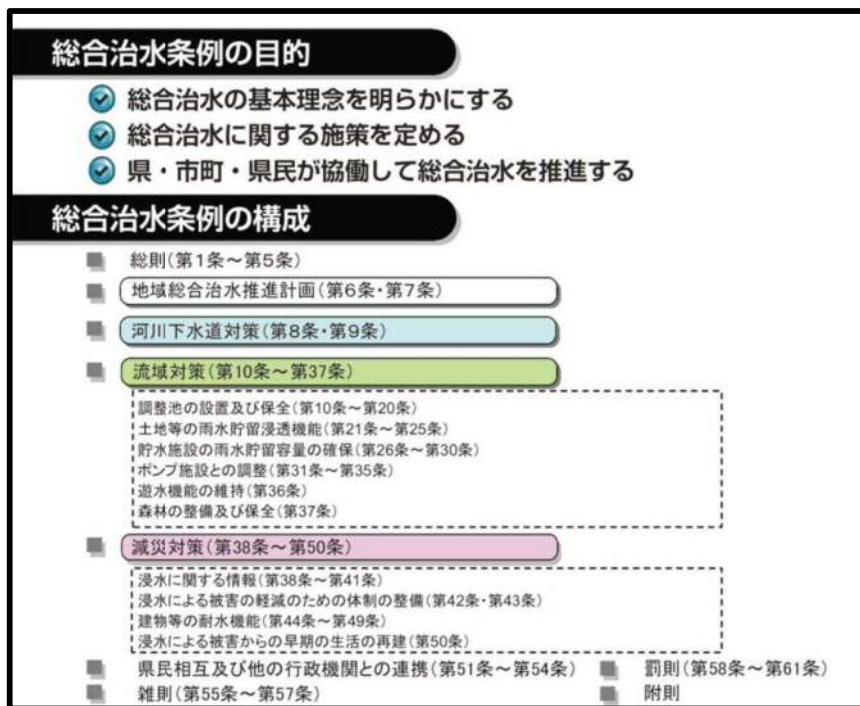 総合治水条例の目的
総合治水の基本理念を明らかにする
総合治水に関する施策を定める
県・市町・県民が協働して総合治水を推進する
総合治水条例の構成
総則(第1条～第5条)
地域総合治水推進計画(第6条・第7条)
河川下水道対策(第8条・第9条)
流域対策(第10条～第37条)
調整池の設置及び保全(第10条～第20条)
土地等の雨水貯留浸透機能(第21条～第25条)
貯水施設の雨水貯留容量の確保(第26条～第30条)
ポンプ施設との調整(第31条～第35条)
遊水機能の維持(第36条)
森林の整備及び保全(第37条)
減災対策(第38条～第50条)
浸水に関する情報(第38条～第41条)
浸水による被害の軽減のための体制の整備(第42条・第43条)
建物等の耐水機能(第44条～第49条)
浸水による被害からの早期の生活の再建(第50条)
県民相互及び他の行政機関との連携(第51条～第54条)
罰則(第58条～第61条)
雑則(第55条～第57条)
附則